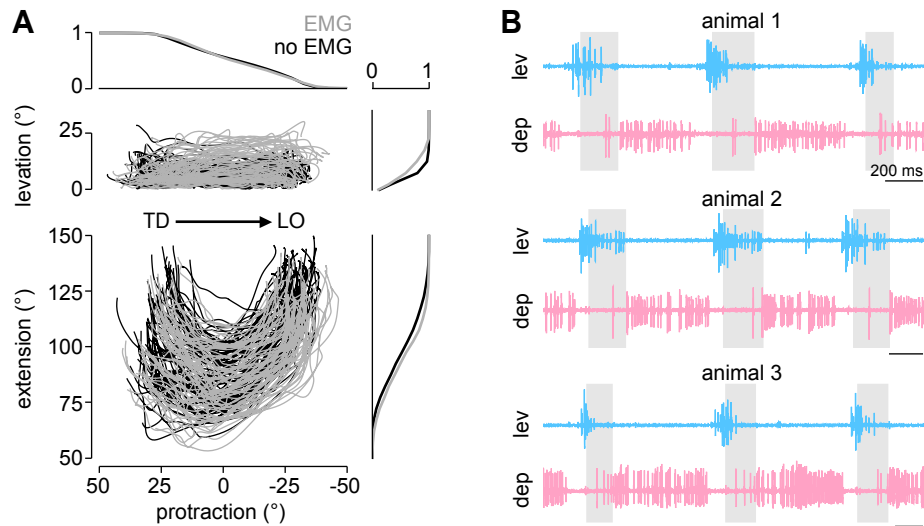 A
EMG
no EMG
1
0
0 1
levation (°)
25
0
TD LO
extension (°)
150
125
100
75
50
50 25 0 -25 -50
protraction (°)
B
animal 1
lev
dep
200 ms
animal 2
lev
dep
animal 3
lev
dep